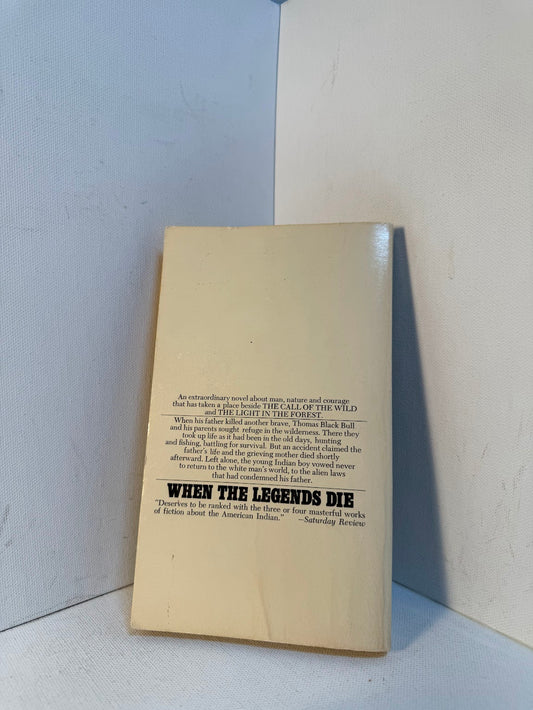 An extraordinary novel about man, nature and courage
that has taken a place beside THE CALL OF THE WILD
and THE LIGHT IN THE FOREST.
When his father killed another brave, Thomas Black Bull
and his parents sought refuge in the wilderness. There they
took up life as it had been in the old days, hunting
and fishing, battling for survival. But an accident claimed the
father's life and the grieving mother died shortly
afterward. Left alone, the young Indian boy vowed never
to return to the white man's world, to the alien laws
that had condemned his father.
WHEN THE LEGENDS DIE
"Deserves to be ranked with the three or four masterful works
of fiction about the American Indian." —Saturday Review